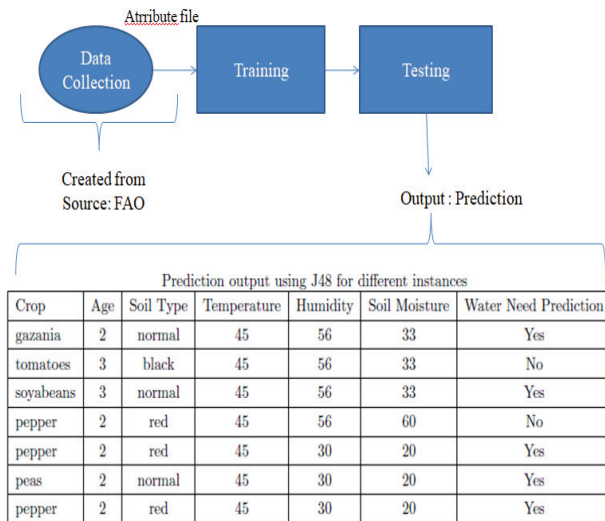 Atrribute file
Data
Collection
Training
Testing
Created from
Source: FAO
Output : Prediction
Prediction output using J48 for different instances
Crop Age Soil Type Temperature Humidity Soil Moisture Water Need Prediction
gazania 2 normal 45 56 33 Yes
tomatoes 3 black 45 56 33 No
soyabeans 3 normal 45 56 33 Yes
pepper 2 red 45 56 60 No
pepper 2 red 45 30 20 Yes
peas 2 normal 45 30 20 Yes
pepper 2 red 45 30 20 Yes